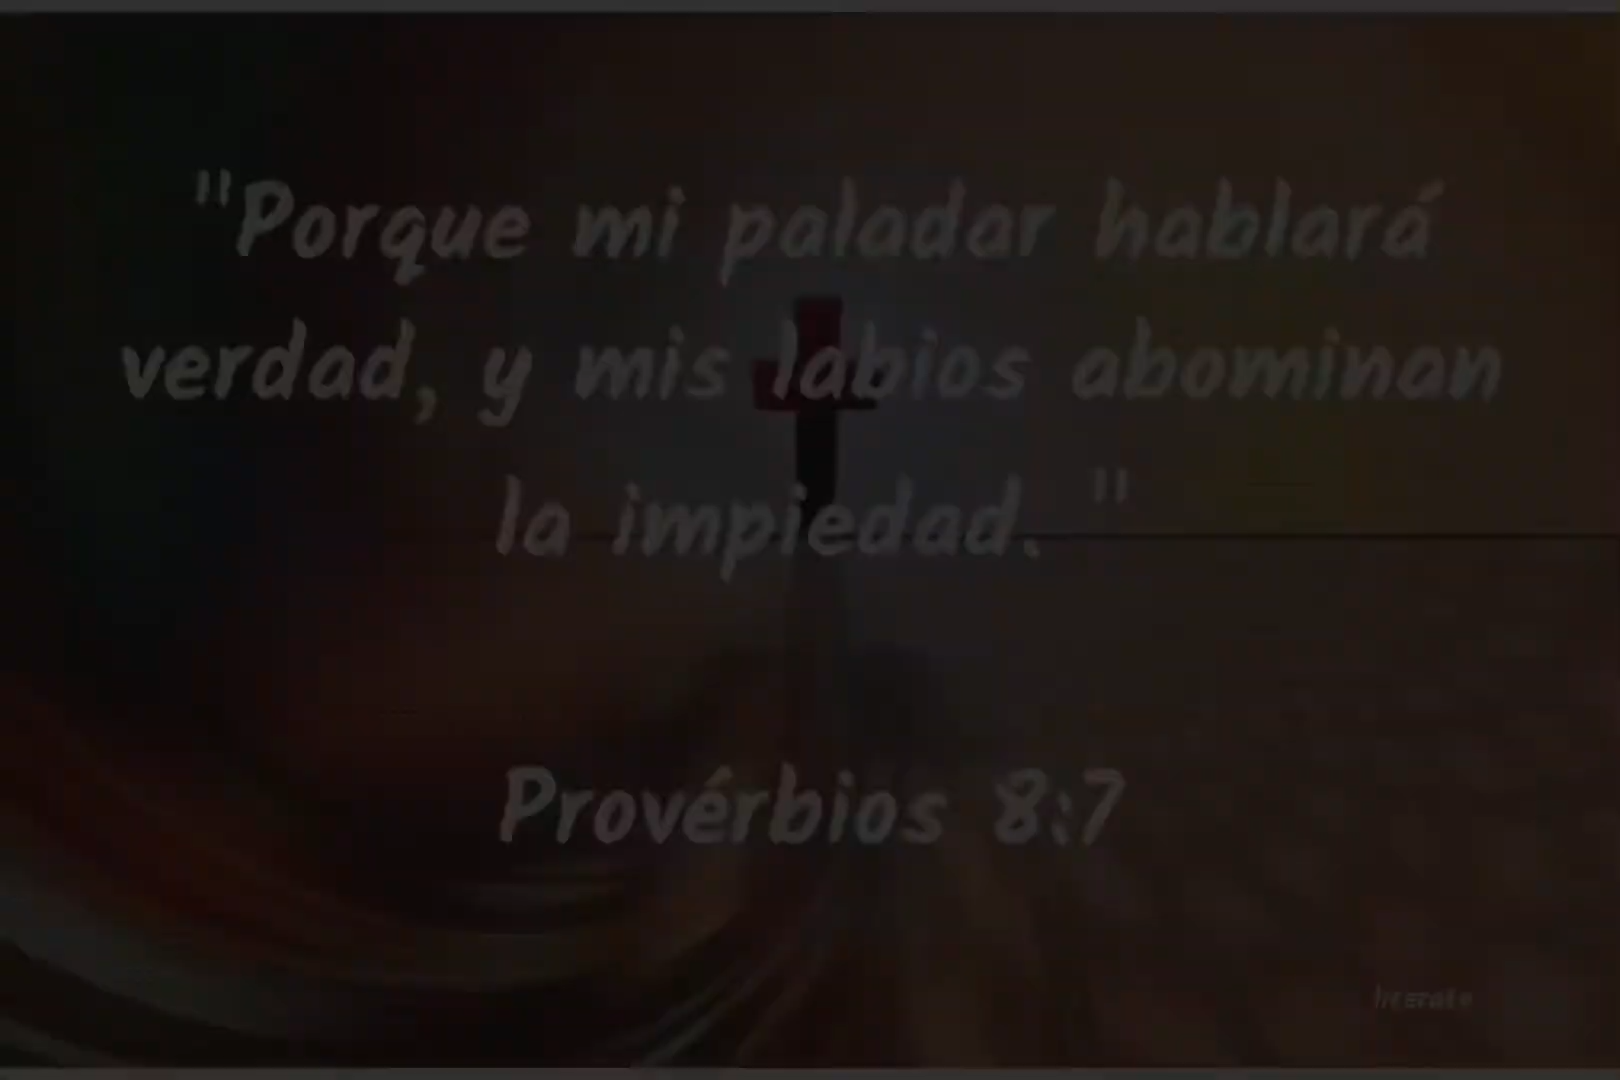 "Porque mi paladar hablará
verdad, y mis labios abominan
la impiedad. "
Provérbios 8:7